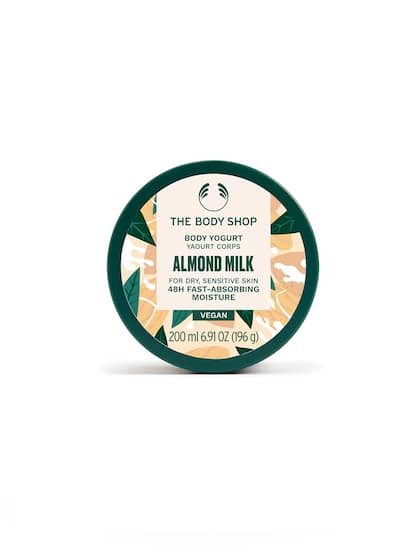 THE BODY SHOP
BODY YOGURT
YAOURT CORPS
ALMOND MILK
FOR DRY, SENSITIVE SKIN
48H FAST-ABSORBING
MOISTURE
VEGAN
200 ml 6.91 OZ (196 g)